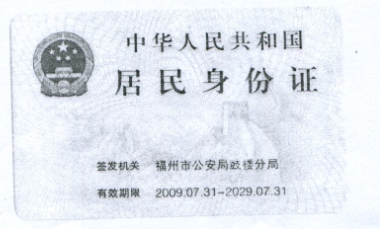 中华人民共和国
居民身份证
签发机关 福州市公安局鼓楼分局
有效期限 2009.07.31-2029.07.31